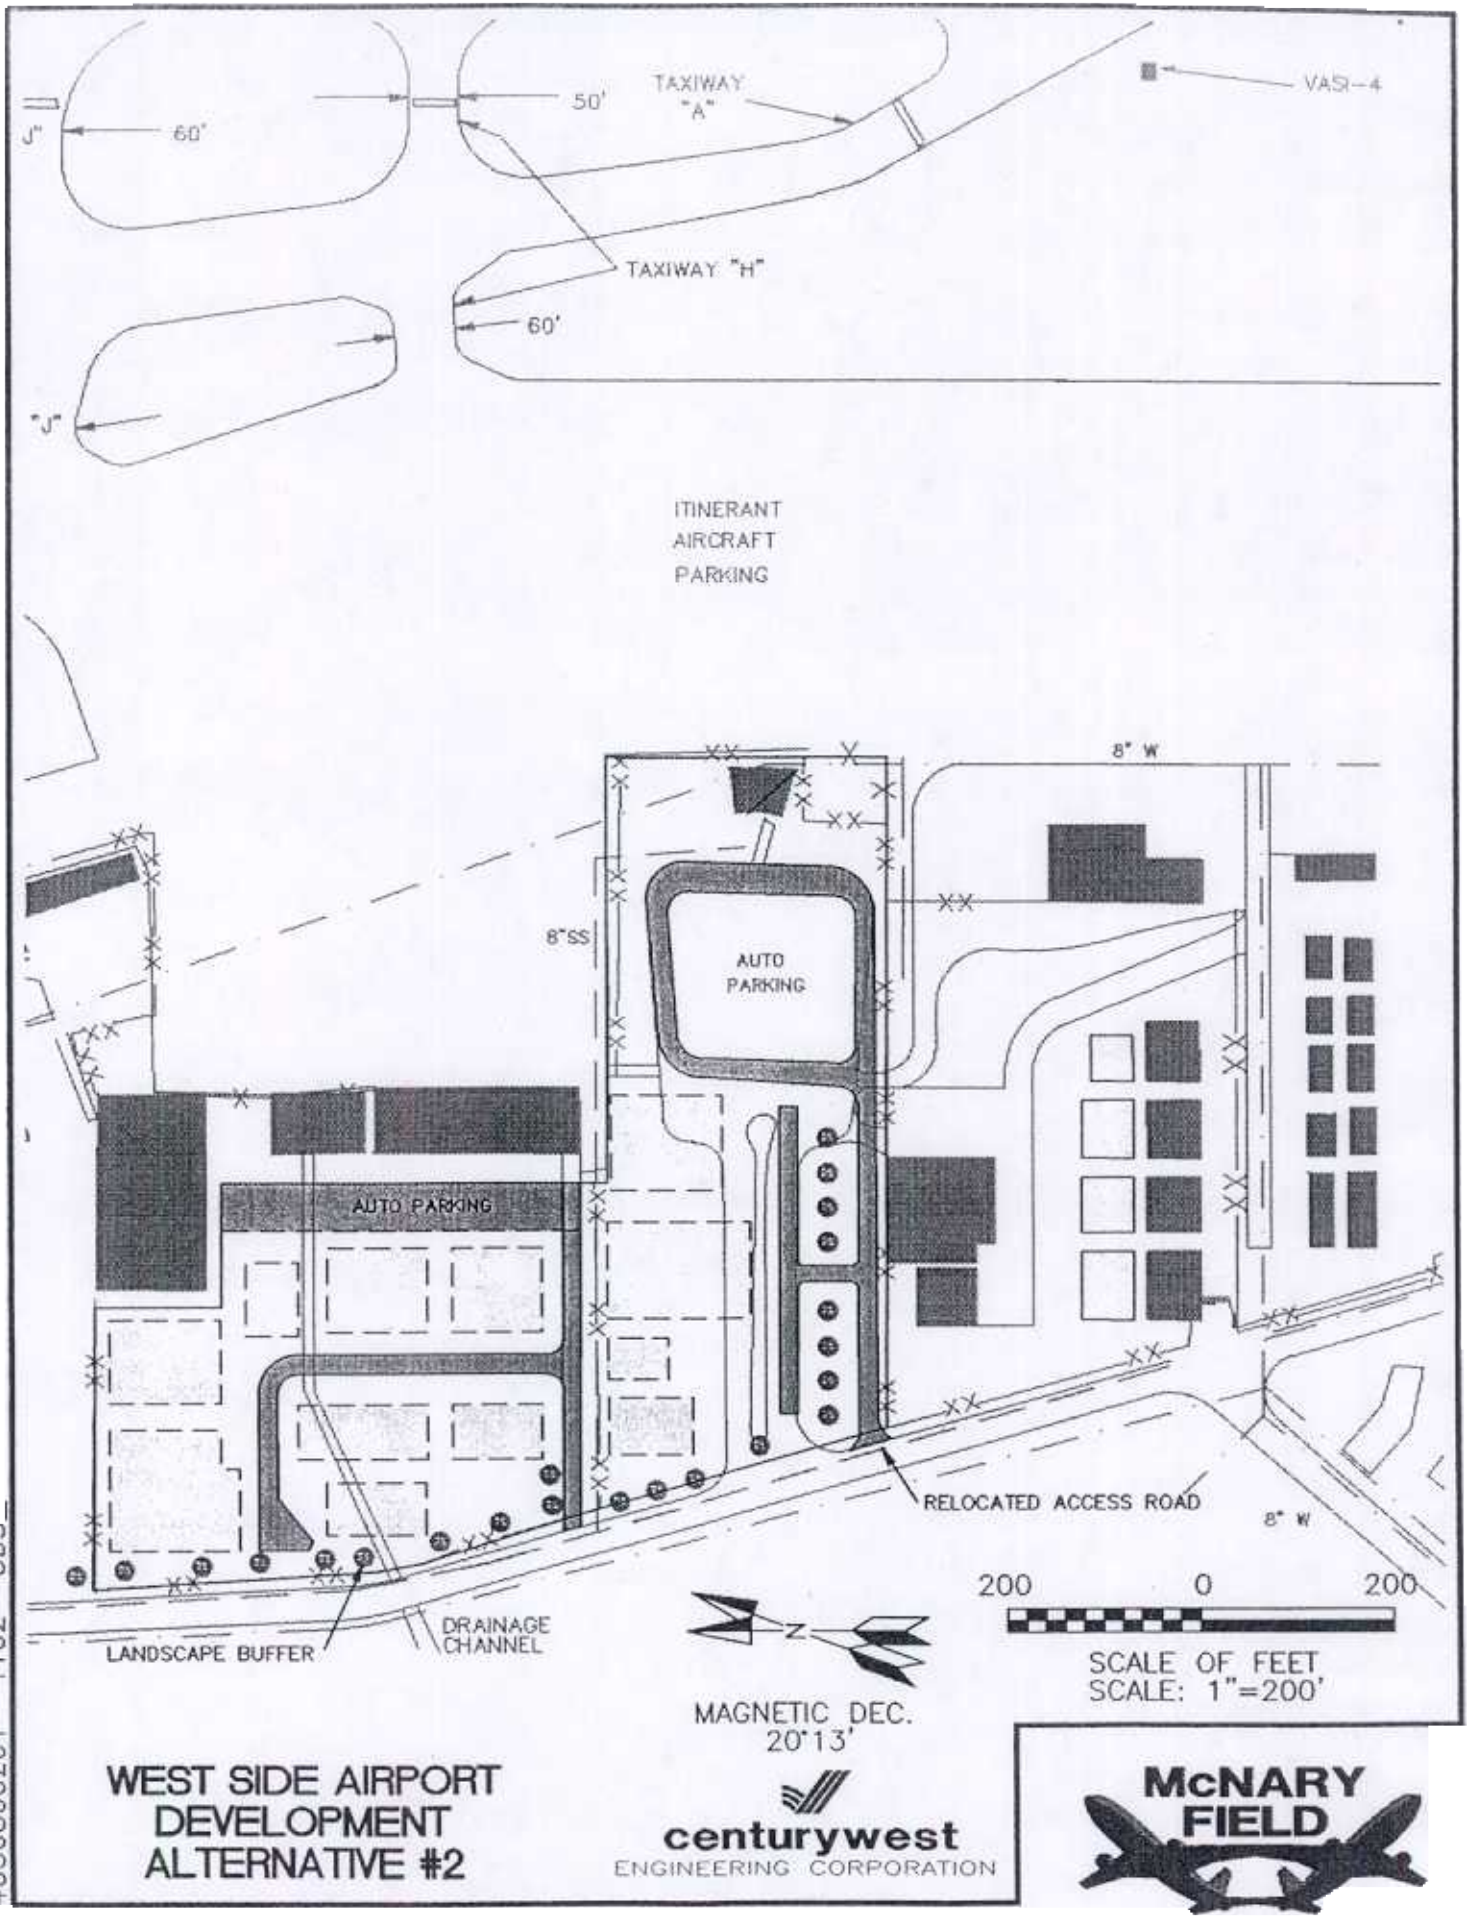 TAXIWAY
"A"
VASI-4
50'
60'
J"
TAXIWAY "H"
60'
"J"
ITINERANT
AIRCRAFT
PARKING
8" W
8"SS
AUTO
PARKING
AUTO PARKING
RELOCATED ACCESS ROAD
8" W
200 0 200
DRAINAGE
CHANNEL
LANDSCAPE BUFFER
N
SCALE OF FEET
SCALE: 1"=200'
MAGNETIC DEC.
20°13'
WEST SIDE AIRPORT
DEVELOPMENT
ALTERNATIVE #2
centurywest
ENGINEERING CORPORATION
McNARY
FIELD